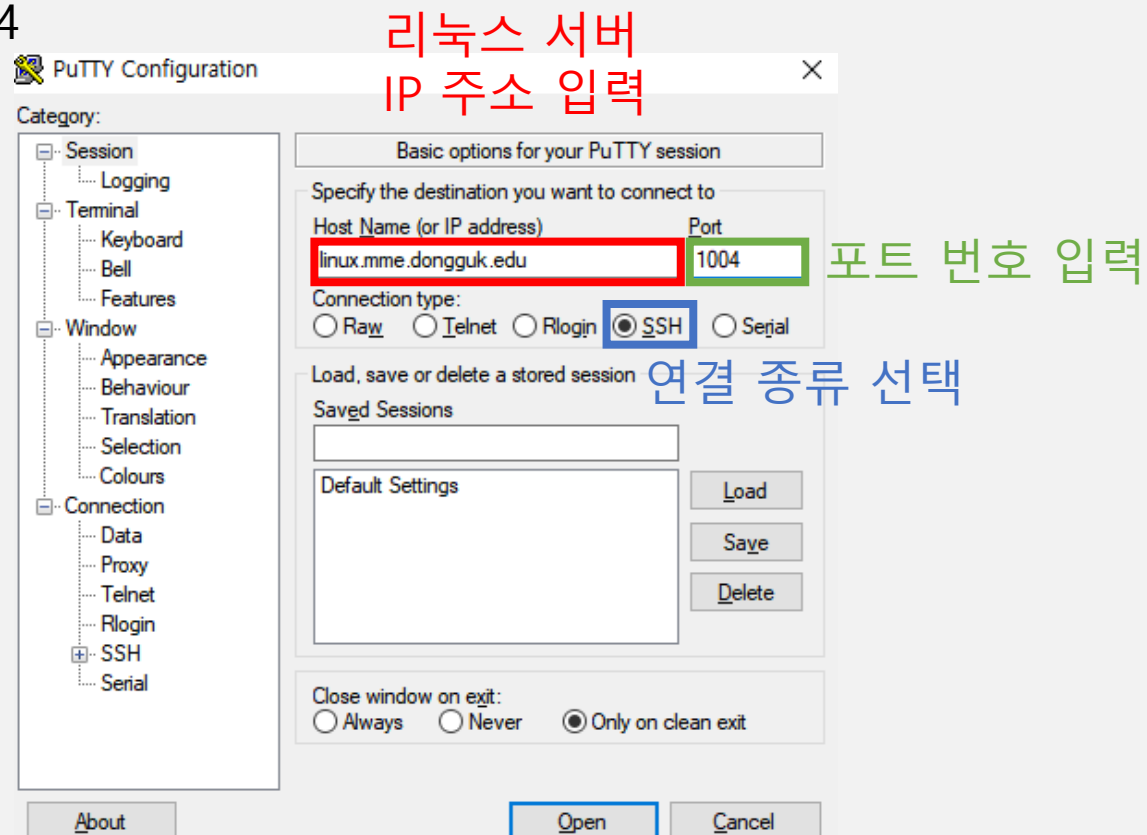 4
리눅스 서버
IP 주소 입력
PuTTY Configuration
Category:
Session
Logging
Terminal
Keyboard
Bell
Features
Window
Appearance
Behaviour
Translation
Selection
Colours
Connection
Data
Proxy
Telnet
Rlogin
SSH
Serial
Basic options for your PuTTY session
Specify the destination you want to connect to
Host Name (or IP address) Port
linux.mme.dongguk.edu 1004 포트 번호 입력
Connection type:
Raw Telnet Rlogin SSH Serial
연결 종류 선택
Load, save or delete a stored session
Saved Sessions
Default Settings
Load
Save
Delete
Close window on exit:
Always Never Only on clean exit
About Open Cancel